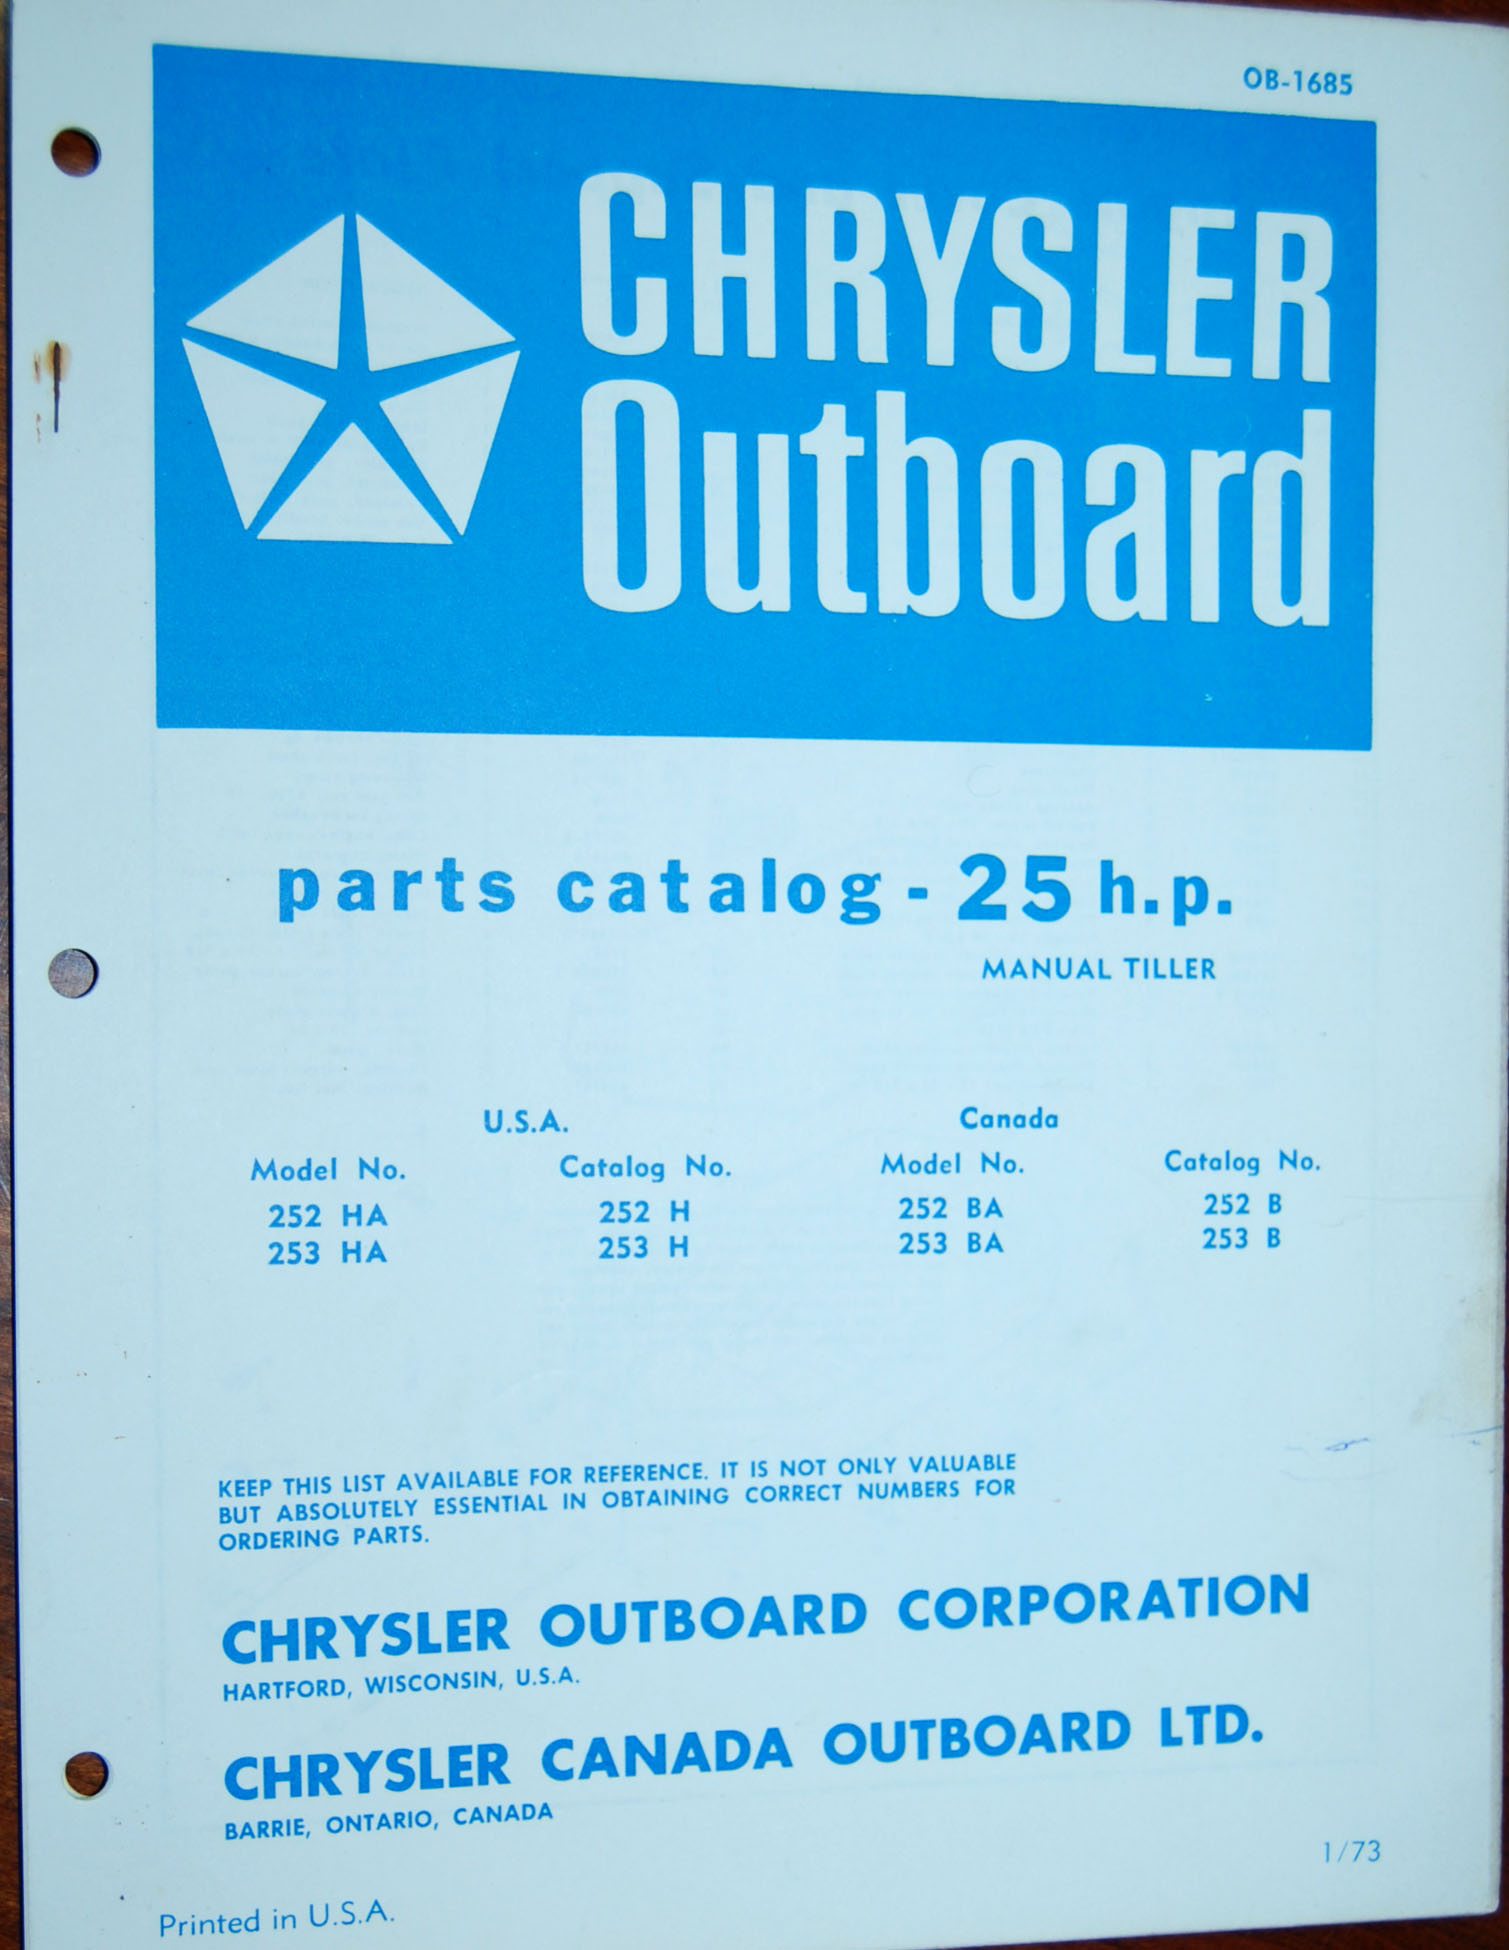 OB-1685
CHRYSLER
Outboard
parts catalog - 25 h.p.
MANUAL TILLER
U.S.A. Canada
Model No. Catalog No. Model No. Catalog No.
252 HA 252 H 252 BA 252 B
253 HA 253 H 253 BA 253 B
KEEP THIS LIST AVAILABLE FOR REFERENCE. IT IS NOT ONLY VALUABLE
BUT ABSOLUTELY ESSENTIAL IN OBTAINING CORRECT NUMBERS FOR
ORDERING PARTS.
CHRYSLER OUTBOARD CORPORATION
HARTFORD, WISCONSIN, U.S.A.
CHRYSLER CANADA OUTBOARD LTD.
BARRIE, ONTARIO, CANADA
1/73
Printed in U.S.A.